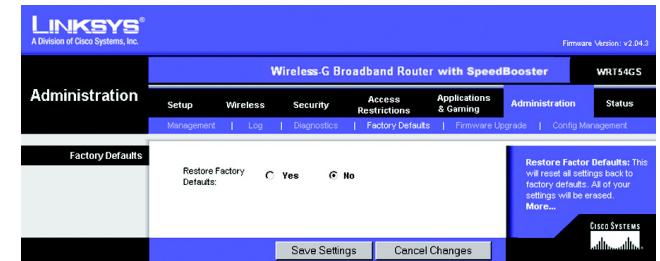 LINKSYS®
A Division of Cisco Systems, Inc.
Firmware Version: v2.04.3
Wireless-G Broadband Router with SpeedBooster WRT54GS
Administration
Setup Wireless Security Access Restrictions Applications & Gaming Administration Status
Management | Log | Diagnostics | Factory Defaults | Firmware Upgrade | Config Management
Factory Defaults
Restore Factory
Defaults:
Yes No
Restore Factor Defaults: This
will reset all settings back to
factory defaults. All of your
settings will be erased.
More...
CISCO SYSTEMS
Save Settings Cancel Changes